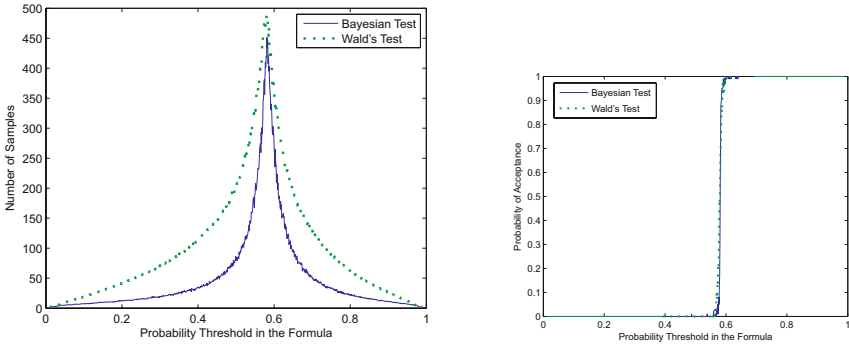 500
450
400
350
300
250
200
150
100
50
0
Number of Samples
Bayesian Test
Wald's Test
0 0.2 0.4 0.6 0.8 1
Probability Threshold in the Formula
1
0.9
0.8
0.7
0.6
0.5
0.4
0.3
0.2
0.1
0
Probability of Acceptance
Bayesian Test
Wald's Test
0 0.2 0.4 0.6 0.8 1
Probability Threshold in the Formula